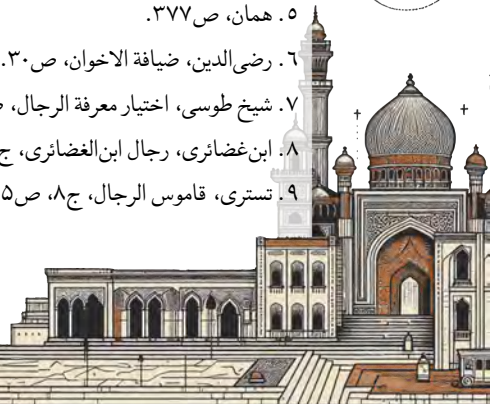 ۵. همان، ص۳۷۷.
۶. رضی‌الدین، ضیافة الاخوان، ص۳۰.
۷. شیخ طوسی، اختیار معرفة الرجال،
۸. ابن‌غضائری، رجال ابن‌الغضائری، ج
۹. تستری، قاموس الرجال، ج۸، ص۵